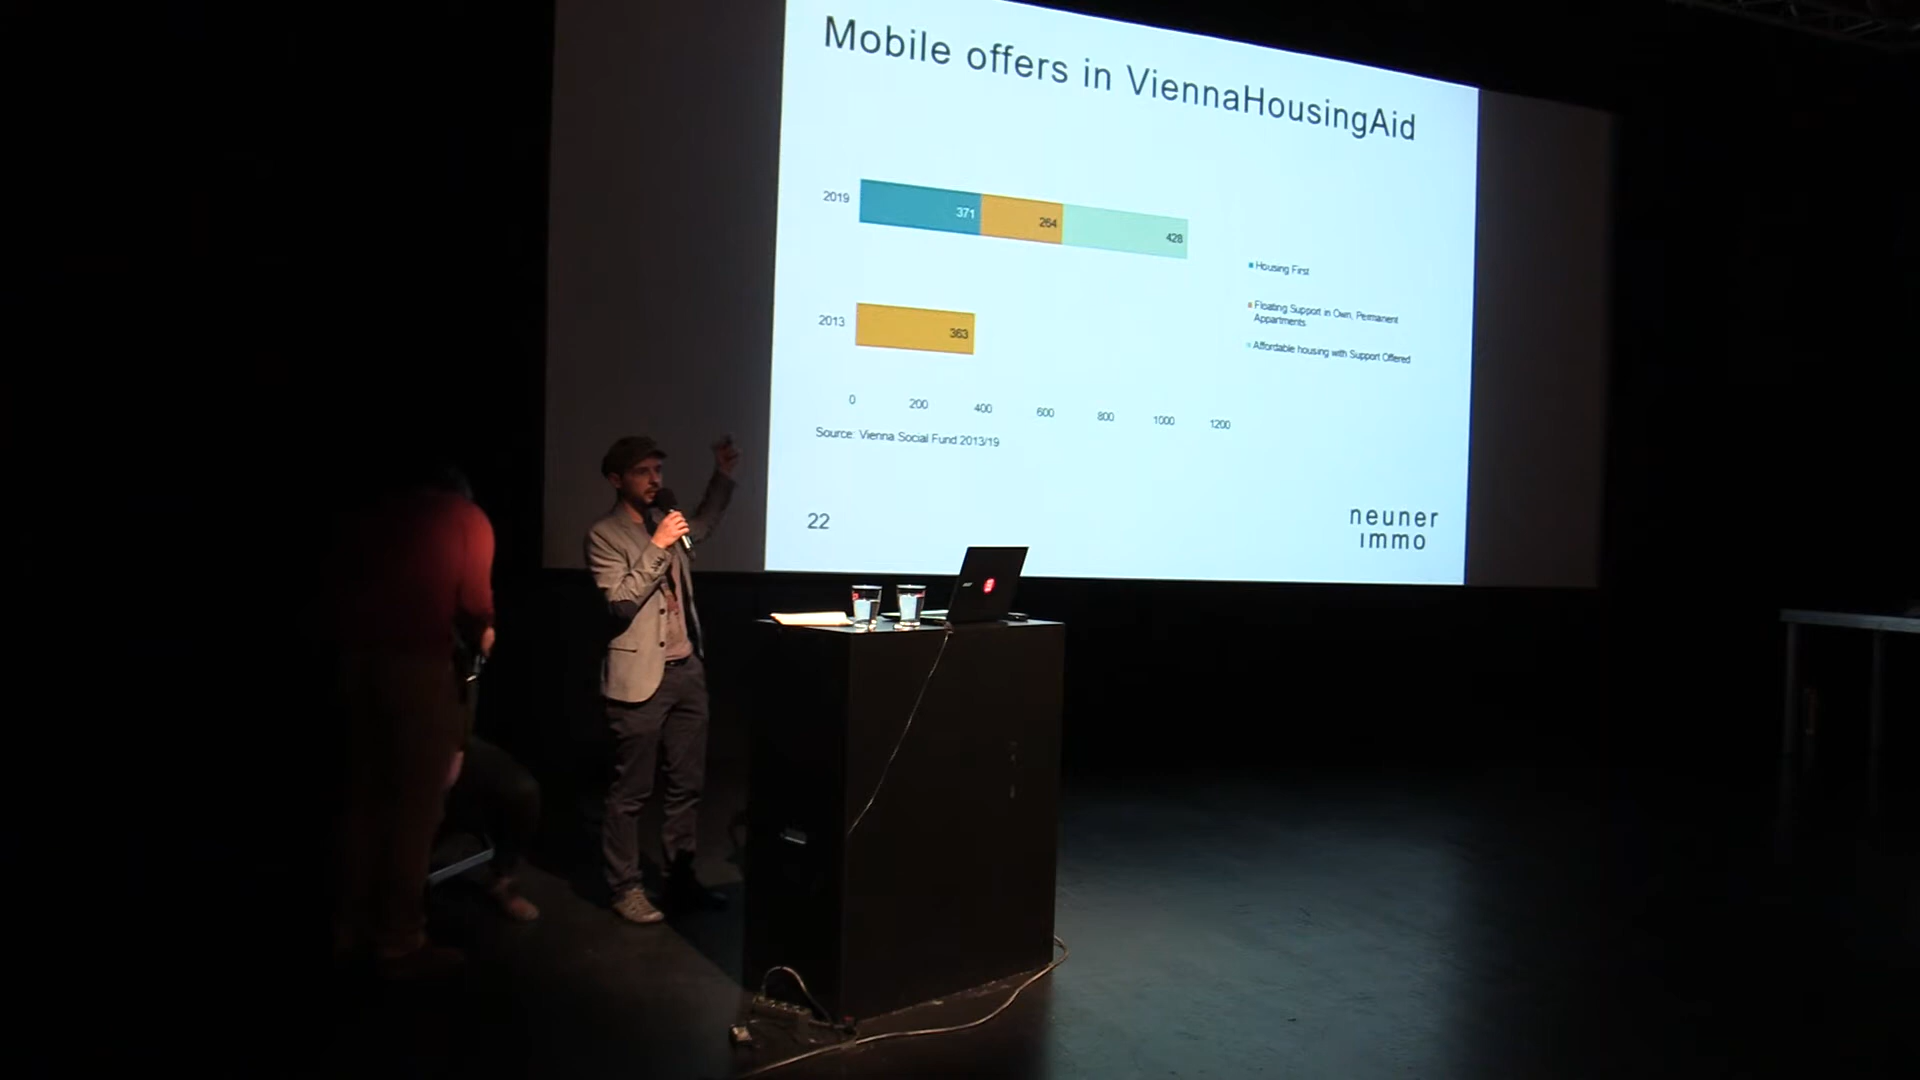 Mobile offers in ViennaHousingAid
2019
371
264
428
Housing First
Floating Support in Own, Permanent
Appartments
2013
363
Affordable housing with Support Offered
0 200 400 600 800 1000 1200
Source: Vienna Social Fund 2013/19
22
neuner
immo